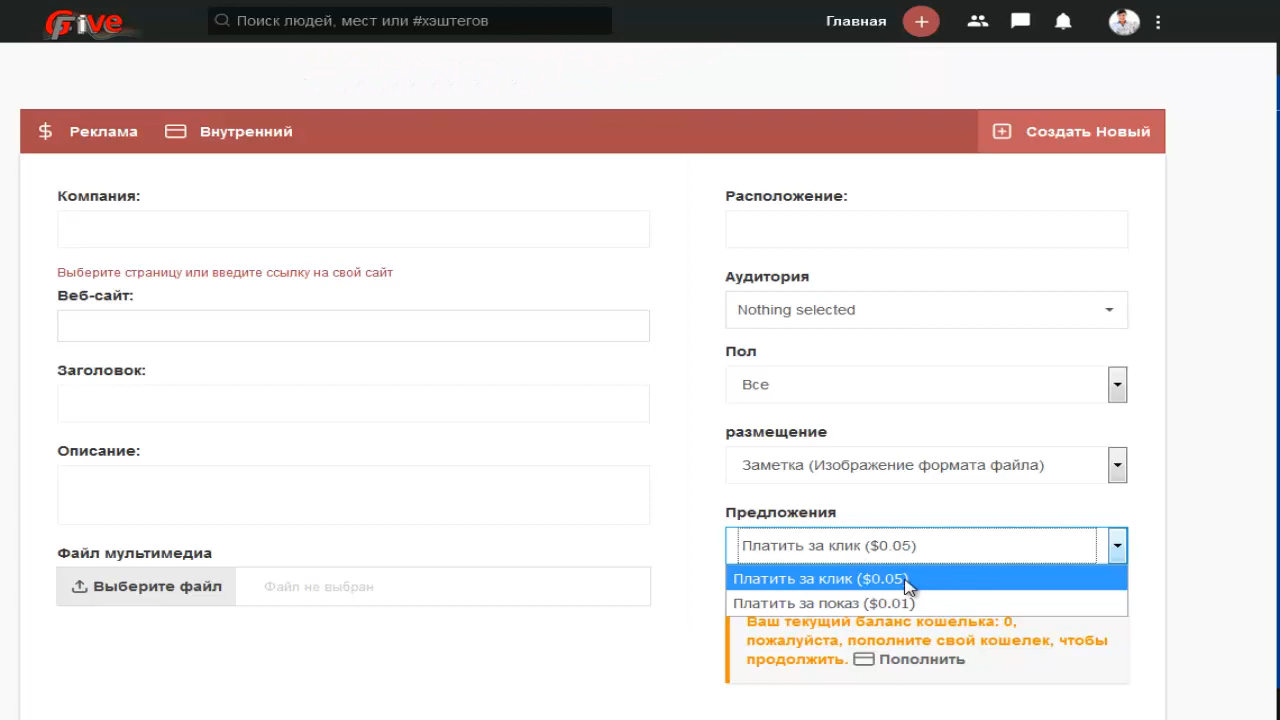 Give
Поиск людей, мест или #хэштегов
Главная
Реклама
Внутренний
Создать Новый
Компания:
Выберите страницу или введите ссылку на свой сайт
Веб-сайт:
Заголовок:
Описание:
Файл мультимедиа
Выберите файл
Файл не выбран
Расположение:
Аудитория
Nothing selected
Пол
Все
размещение
Заметка (Изображение формата файла)
Предложения
Платить за клик ($0.05)
Платить за клик ($0.05)
Платить за показ ($0.01)
Ваш текущий баланс кошелька: 0,
пожалуйста, пополните свой кошелек, чтобы
продолжить. Пополнить